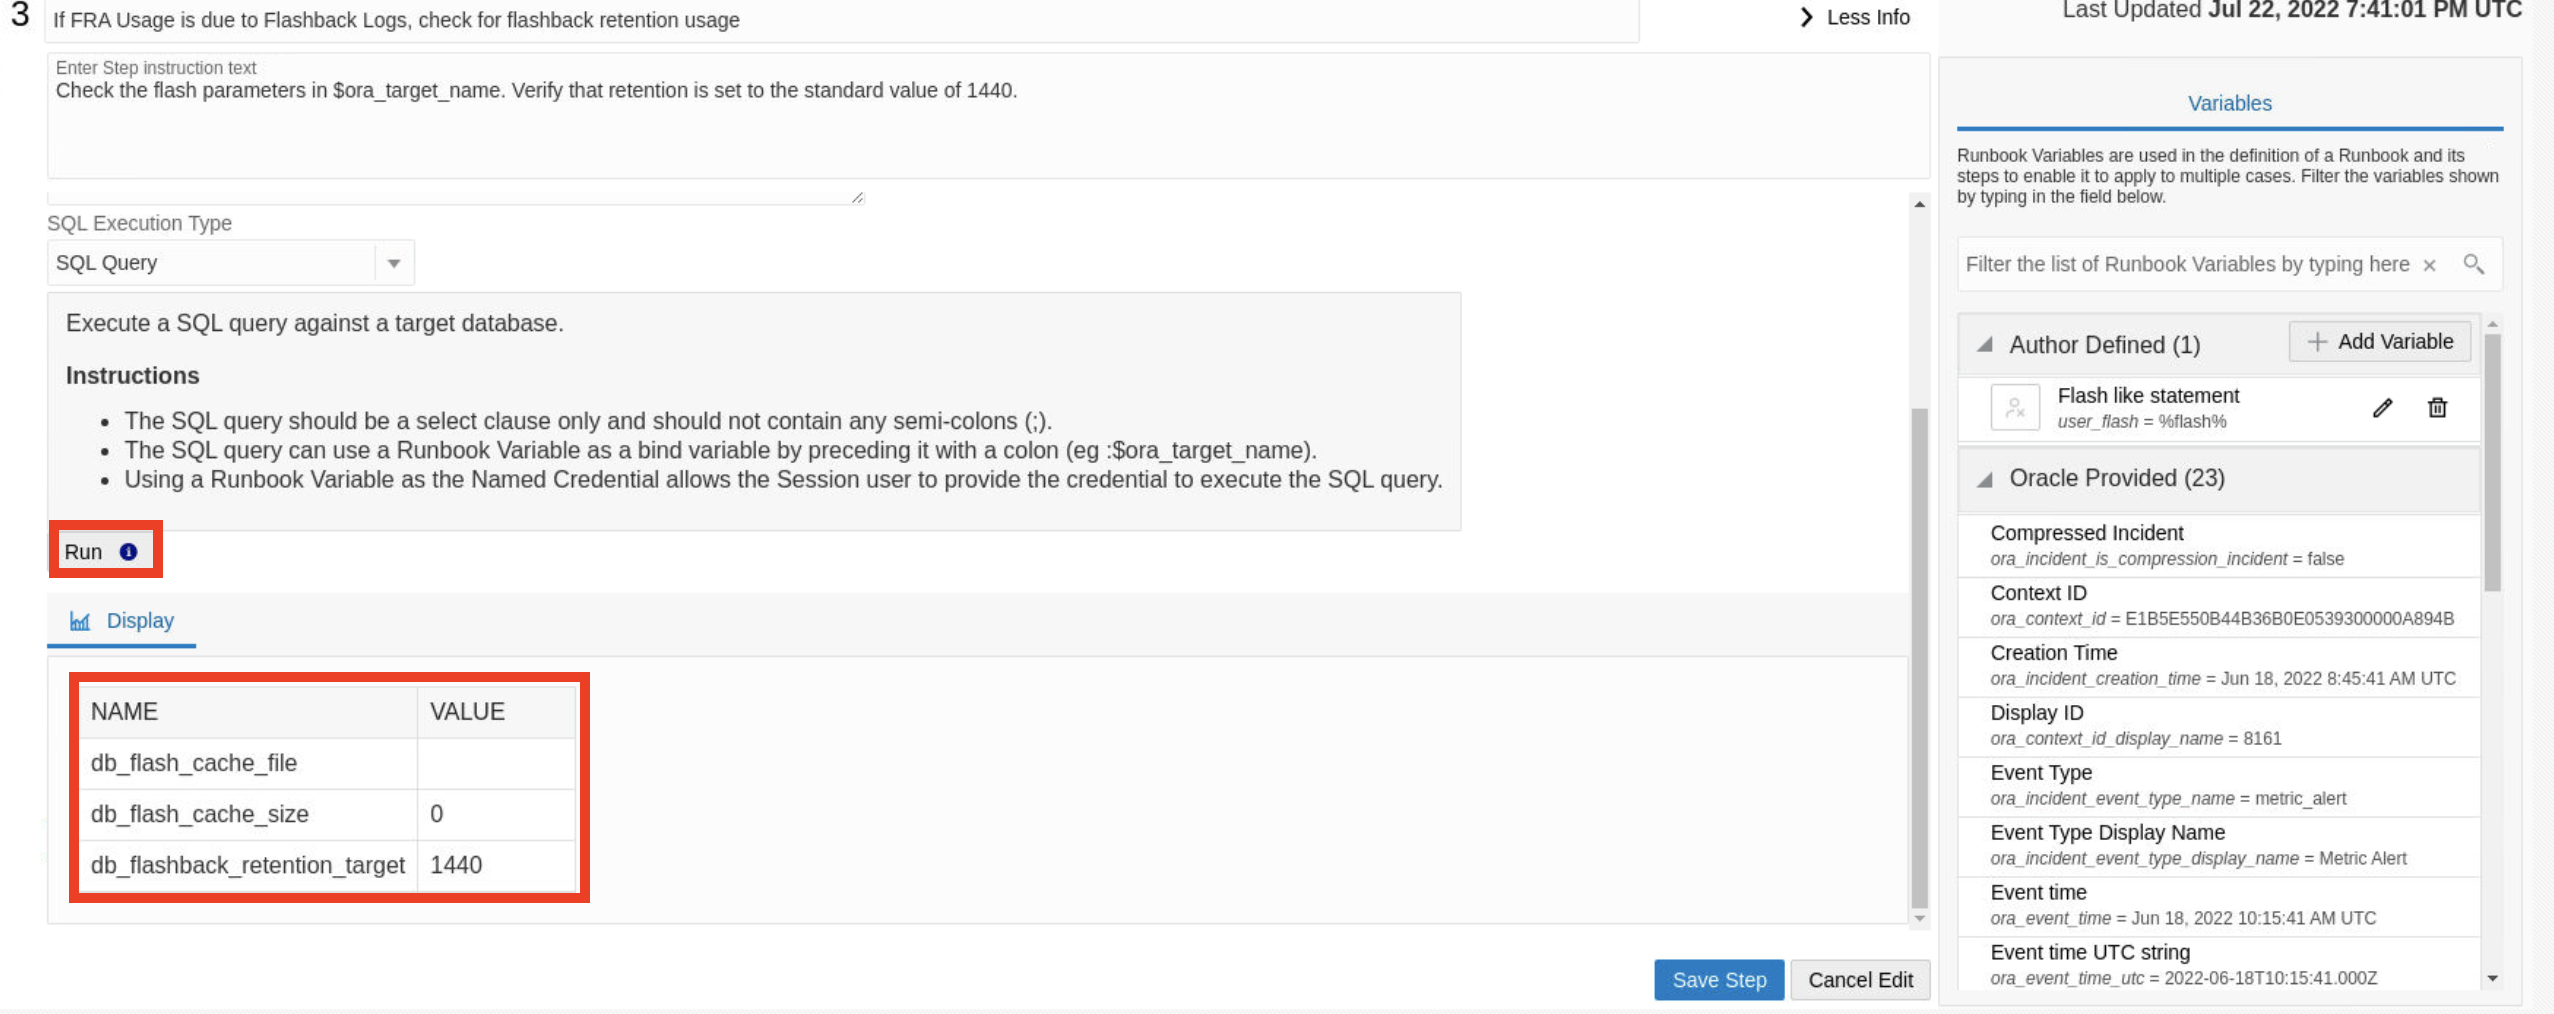 3
If FRA Usage is due to Flashback Logs, check for flashback retention usage
Less Info
Enter Step instruction text
Check the flash parameters in $ora_target_name. Verify that retention is set to the standard value of 1440.
SQL Execution Type
SQL Query
Execute a SQL query against a target database.
Instructions
• The SQL query should be a select clause only and should not contain any semi-colons (;).
• The SQL query can use a Runbook Variable as a bind variable by preceding it with a colon (eg :$ora_target_name).
• Using a Runbook Variable as the Named Credential allows the Session user to provide the credential to execute the SQL query.
Run
Display
NAME VALUE
db_flash_cache_file
db_flash_cache_size 0
db_flashback_retention_target 1440
Save Step
Cancel Edit
Last Updated Jul 22, 2022 7:41:01 PM UTC
Variables
Runbook Variables are used in the definition of a Runbook and its
steps to enable it to apply to multiple cases. Filter the variables shown
by typing in the field below.
Filter the list of Runbook Variables by typing here
Author Defined (1)
Add Variable
Flash like statement
user_flash = %flash%
Oracle Provided (23)
Compressed Incident
ora_incident_is_compression_incident = false
Context ID
ora_context_id = E1B5E550B44B36B0E0539300000A894B
Creation Time
ora_incident_creation_time = Jun 18, 2022 8:45:41 AM UTC
Display ID
ora_context_id_display_name = 8161
Event Type
ora_incident_event_type_name = metric_alert
Event Type Display Name
ora_incident_event_type_display_name = Metric Alert
Event time
ora_event_time = Jun 18, 2022 10:15:41 AM UTC
Event time UTC string
ora_event_time_utc = 2022-06-18T10:15:41.000Z